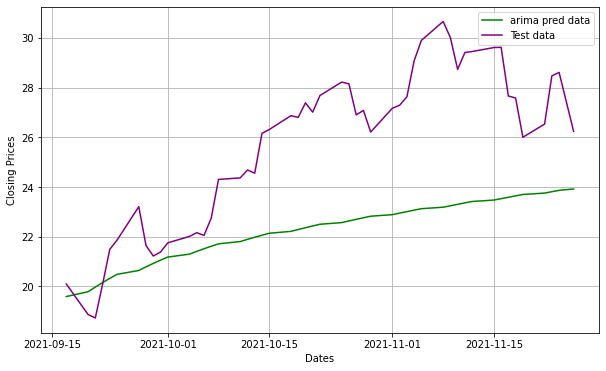 arima pred data
Test data
Closing Prices
30
28
26
24
22
20
2021-09-15
2021-10-01
2021-10-15
2021-11-01
2021-11-15
Dates